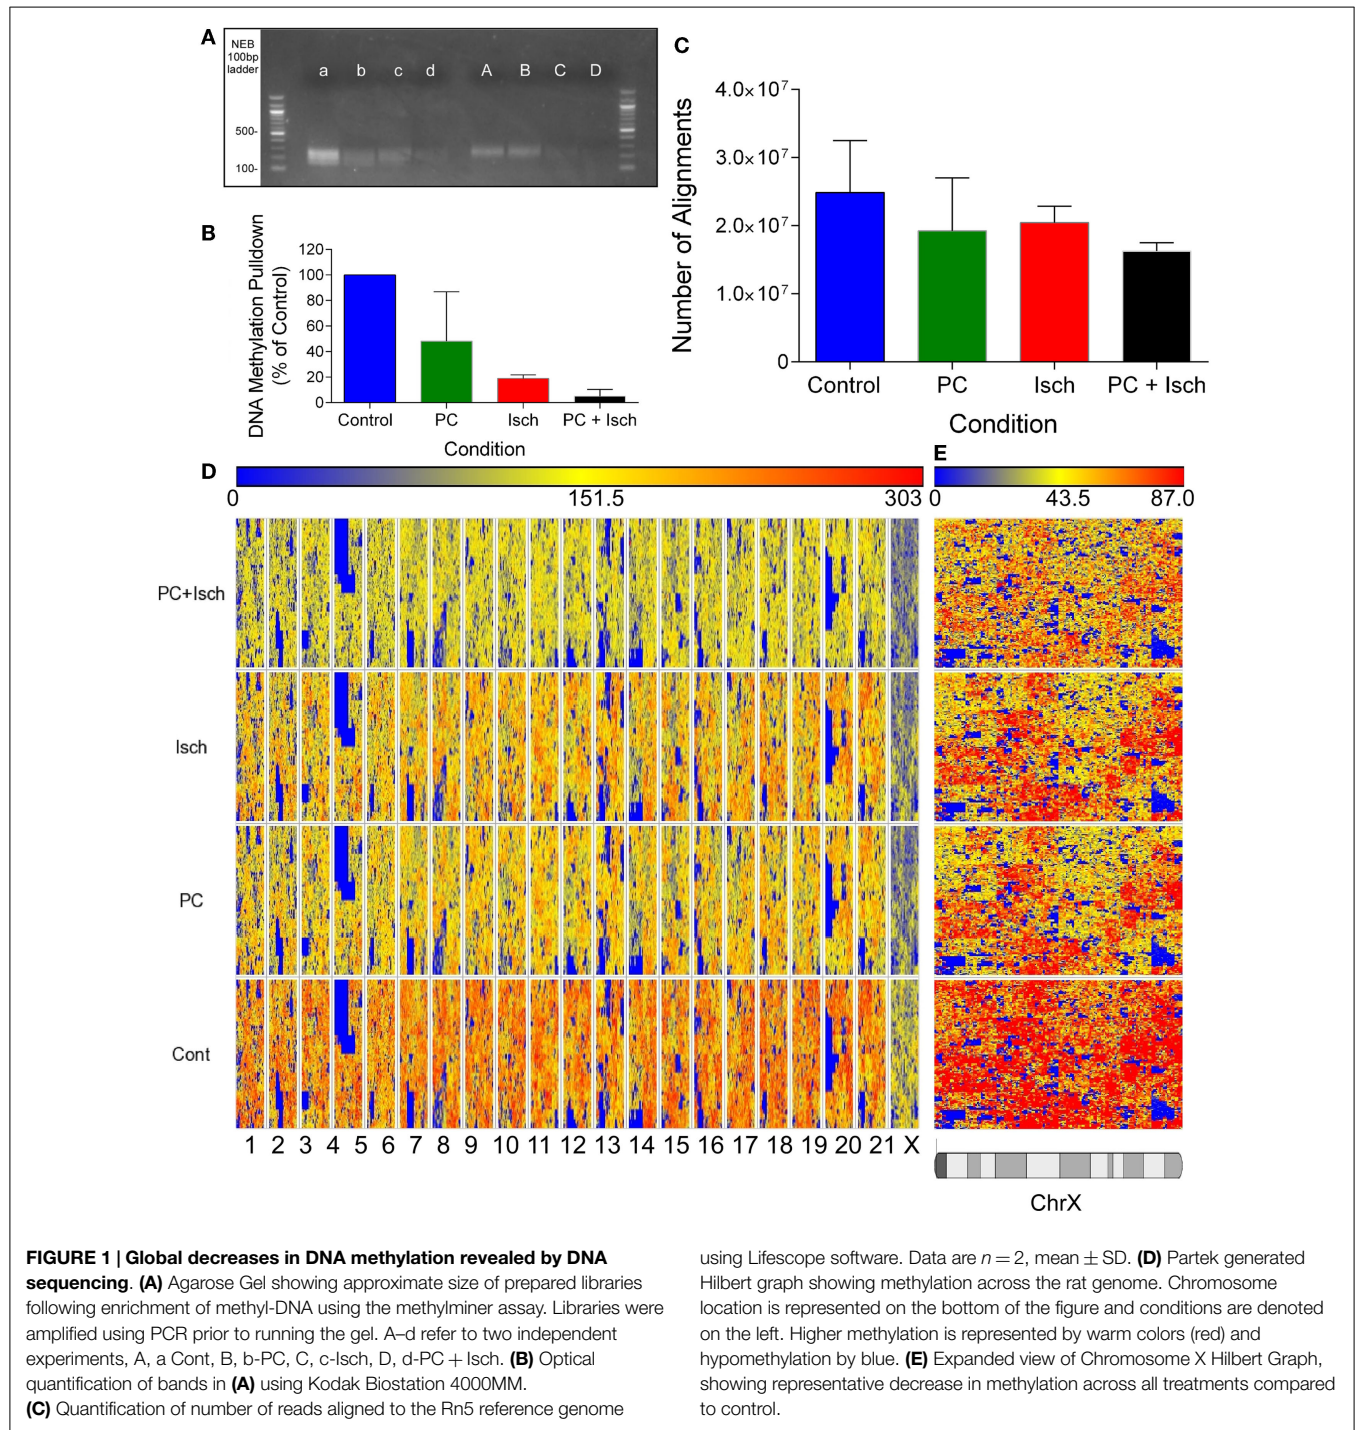 A
NEB
100bp
ladder
a b c d A B C D
500-
100-
B
DNA Methylation Pulldown
(% of Control)
120
100
80
60
40
20
0
Control PC Isch PC + Isch
Condition
C
Number of Alignments
4.0×10⁷
3.0×10⁷
2.0×10⁷
1.0×10⁷
0
Control PC Isch PC + Isch
Condition
D
0 151.5 303
E
0 43.5 87.0
PC+Isch
Isch
PC
Cont
1 2 3 4 5 6 7 8 9 10 11 12 13 14 15 16 17 18 19 20 21 X
ChrX
FIGURE 1 | Global decreases in DNA methylation revealed by DNA
sequencing. (A) Agarose Gel showing approximate size of prepared libraries
following enrichment of methyl-DNA using the methylminer assay. Libraries were
amplified using PCR prior to running the gel. A–d refer to two independent
experiments, A, a Cont, B, b-PC, C, c-Isch, D, d-PC + Isch. (B) Optical
quantification of bands in (A) using Kodak Biostation 4000MM.
(C) Quantification of number of reads aligned to the Rn5 reference genome
using Lifescope software. Data are n = 2, mean ± SD. (D) Partek generated
Hilbert graph showing methylation across the rat genome. Chromosome
location is represented on the bottom of the figure and conditions are denoted
on the left. Higher methylation is represented by warm colors (red) and
hypomethylation by blue. (E) Expanded view of Chromosome X Hilbert Graph,
showing representative decrease in methylation across all treatments compared
to control.